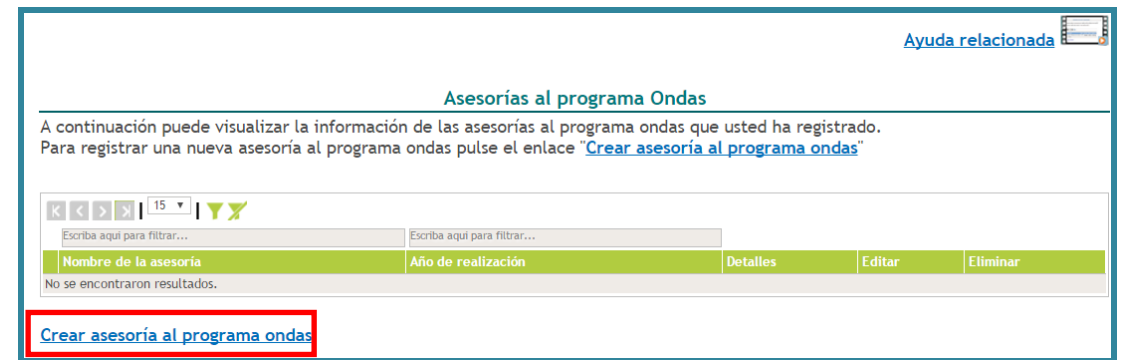 Ayuda relacionada
Asesorías al programa Ondas
A continuación puede visualizar la información de las asesorías al programa ondas que usted ha registrado.
Para registrar una nueva asesoría al programa ondas pulse el enlace "Crear asesoría al programa ondas"
15
Escriba aqui para filtrar... Escriba aqui para filtrar...
Nombre de la asesoría Año de realización Detalles Editar Eliminar
No se encontraron resultados.
Crear asesoría al programa ondas